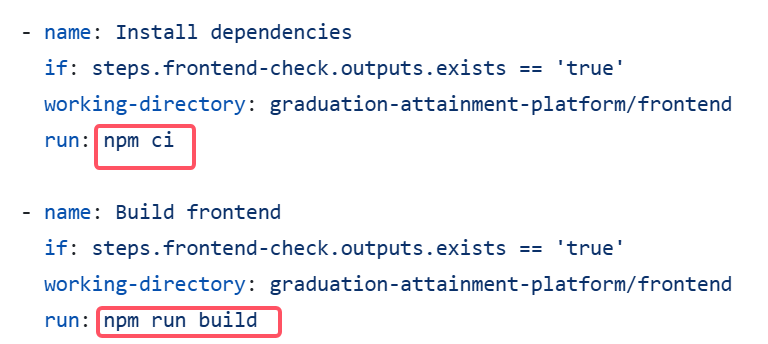 - name: Install dependencies
  if: steps.frontend-check.outputs.exists == 'true'
  working-directory: graduation-attainment-platform/frontend
  run: npm ci

- name: Build frontend
  if: steps.frontend-check.outputs.exists == 'true'
  working-directory: graduation-attainment-platform/frontend
  run: npm run build